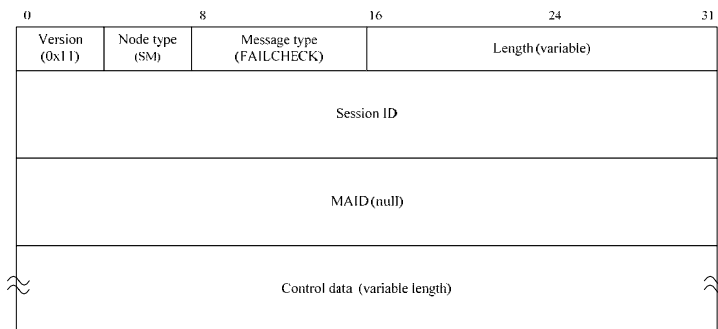 0 8 16 24 31
Version Node type Message type Length (variable)
(0x11) (SM) (FAILCHECK)
Session ID
MAID (null)
Control data (variable length)